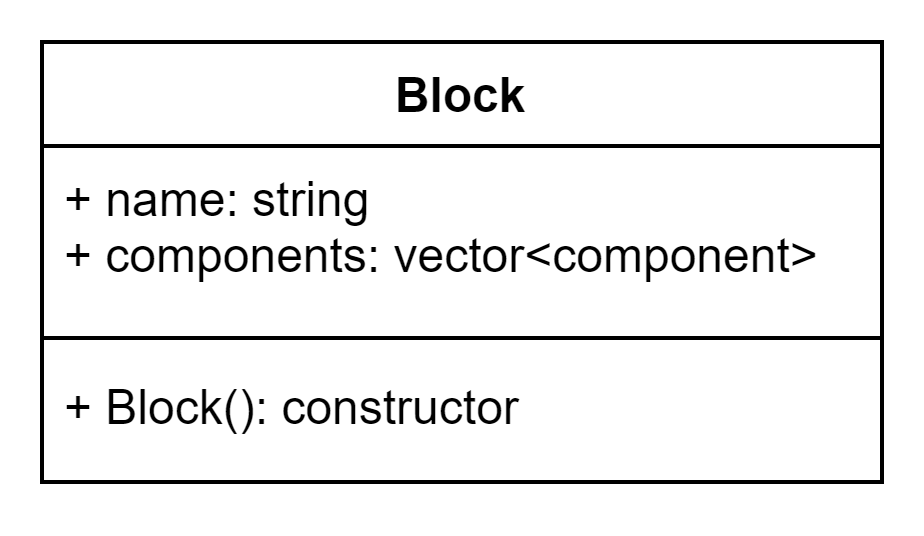 Block
+ name: string
+ components: vector<component>
+ Block(): constructor